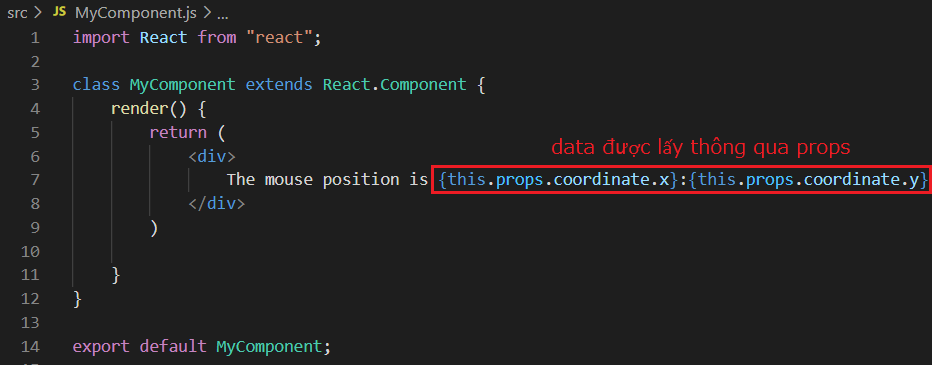 src > JS MyComponent.js > ...
1 import React from "react";
2
3 class MyComponent extends React.Component {
4 render() {
5 return (
data được lấy thông qua props
6 <div>
7 The mouse position is {this.props.coordinate.x}:{this.props.coordinate.y}
8 </div>
9 )
10
11 }
12 }
13
14 export default MyComponent;